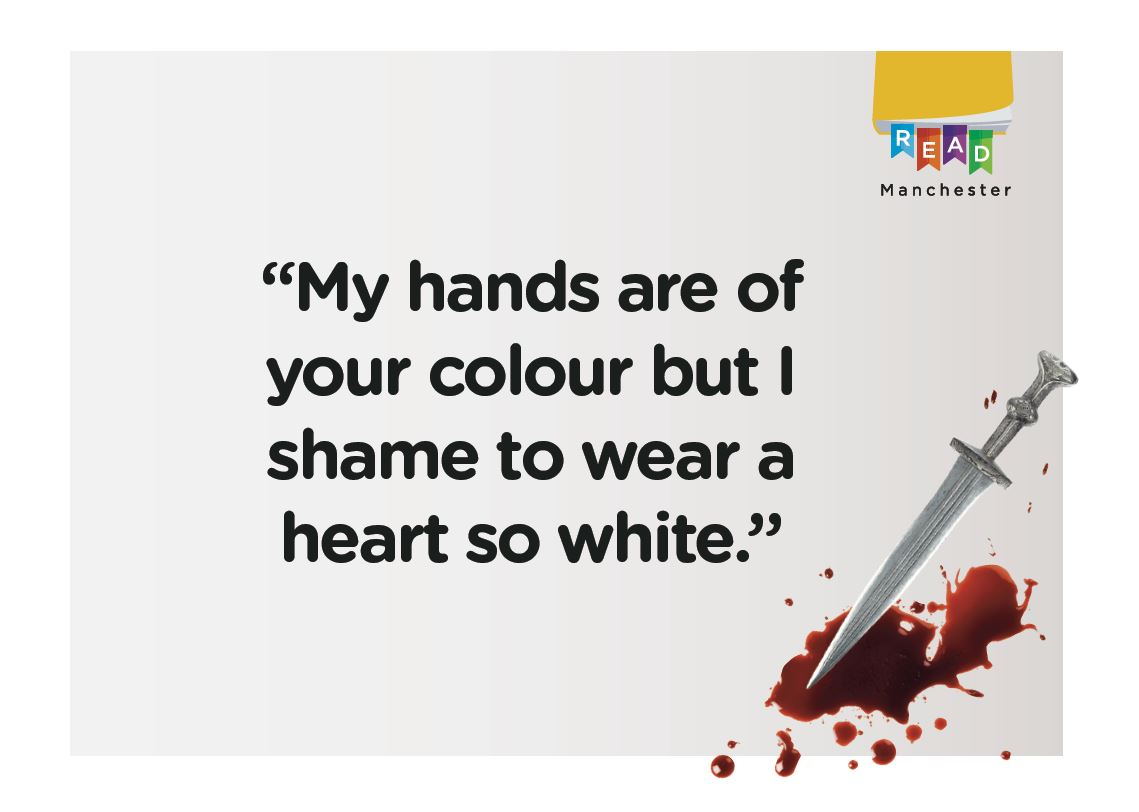 READ
Manchester
“My hands are of
your colour but I
shame to wear a
heart so white.”